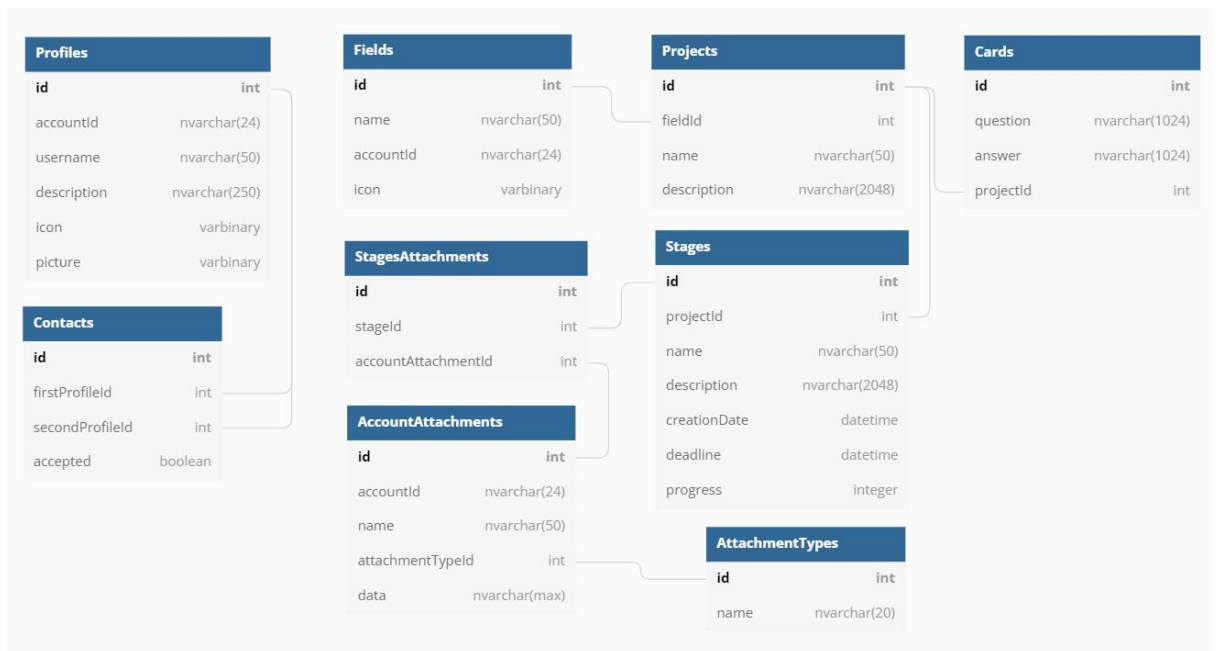 Profiles
id int
accountId nvarchar(24)
username nvarchar(50)
description nvarchar(250)
icon varbinary
picture varbinary
Contacts
id int
firstProfileId int
secondProfileId int
accepted boolean
Fields
id int
name nvarchar(50)
accountId nvarchar(24)
icon varbinary
StagesAttachments
id int
stageId int
accountAttachmentId int
AccountAttachments
id int
accountId nvarchar(24)
name nvarchar(50)
attachmentTypeId int
data nvarchar(max)
Projects
id int
fieldId int
name nvarchar(50)
description nvarchar(2048)
Stages
id int
projectId int
name nvarchar(50)
description nvarchar(2048)
creationDate datetime
deadline datetime
progress integer
AttachmentTypes
id int
name nvarchar(20)
Cards
id int
question nvarchar(1024)
answer nvarchar(1024)
projectId int